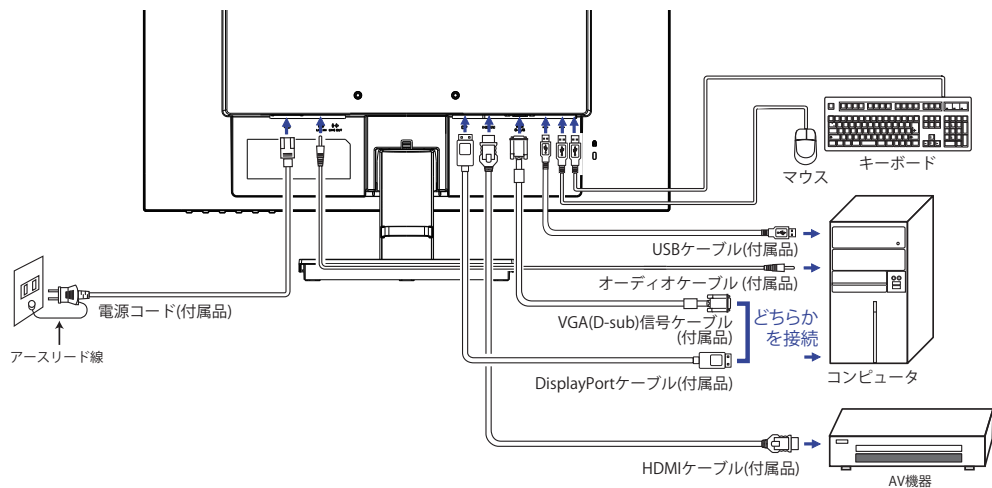 キーボード
マウス
USBケーブル(付属品)
オーディオケーブル (付属品)
電源コード(付属品)
VGA(D-sub)信号ケーブル
(付属品)
どちらか
を接続
アースリード線
DisplayPortケーブル(付属品)
コンピュータ
HDMIケーブル(付属品)
AV機器